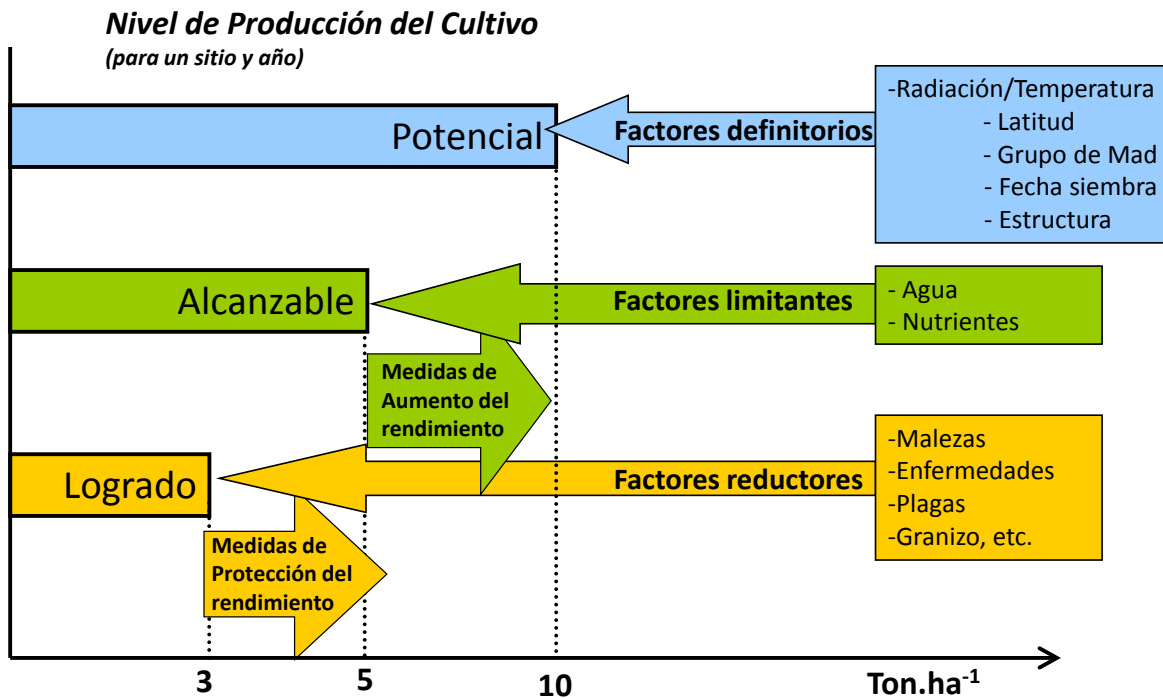 Nivel de Producción del Cultivo
(para un sitio y año)
Potencial
Factores definitorios
-Radiación/Temperatura
- Latitud
- Grupo de Mad
- Fecha siembra
- Estructura
Alcanzable
Factores limitantes
- Agua
- Nutrientes
Medidas de
Aumento del
rendimiento
Logrado
Factores reductores
-Malezas
-Enfermedades
-Plagas
-Granizo, etc.
Medidas de
Protección del
rendimiento
3
5
10
Ton.ha⁻¹